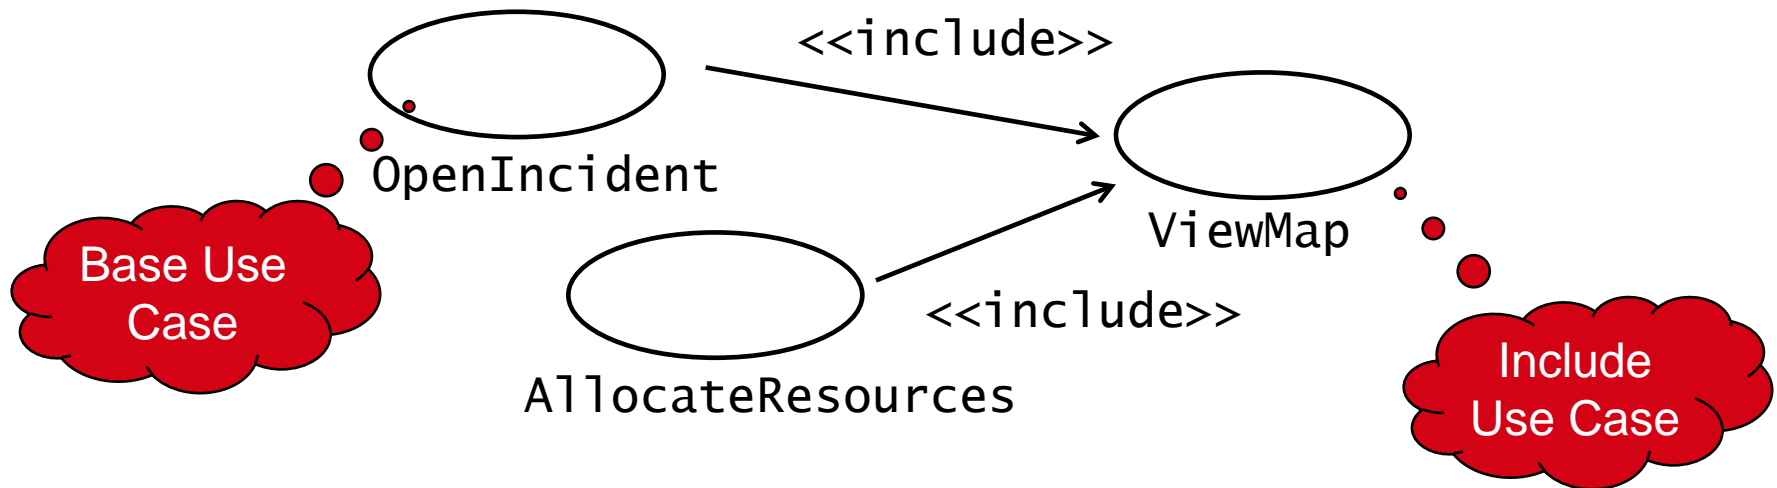 <<include>>
OpenIncident
ViewMap
Base Use
Case
<<include>>
AllocateResources
Include
Use Case